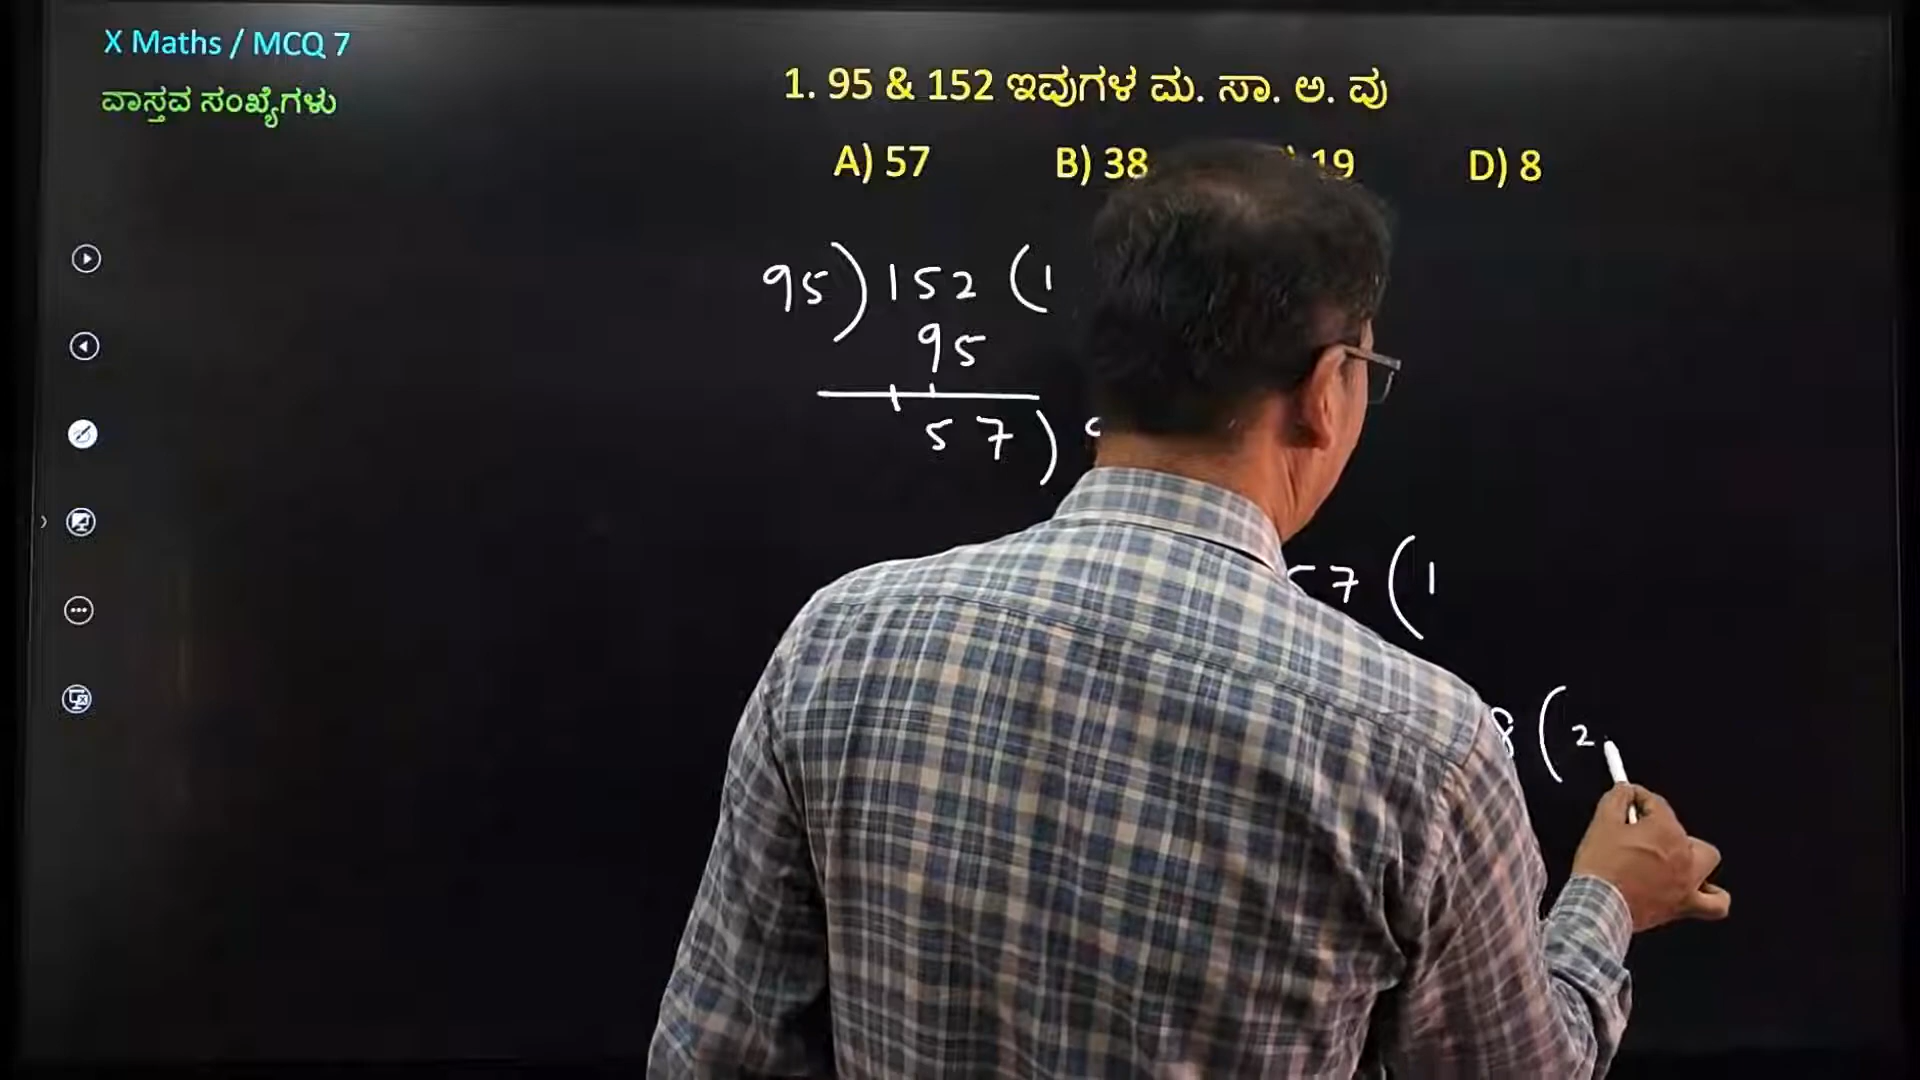 X Maths / MCQ 7
ವಾಸ್ತವ ಸಂಖ್ಯೆಗಳು
1. 95 & 152 ಇವುಗಳ ಮ. ಸಾ. ಅ. ವು
A) 57 B) 38 19 D) 8
95 ) 152 ( 1
95
57 )
57 ( 1
8 ( 2